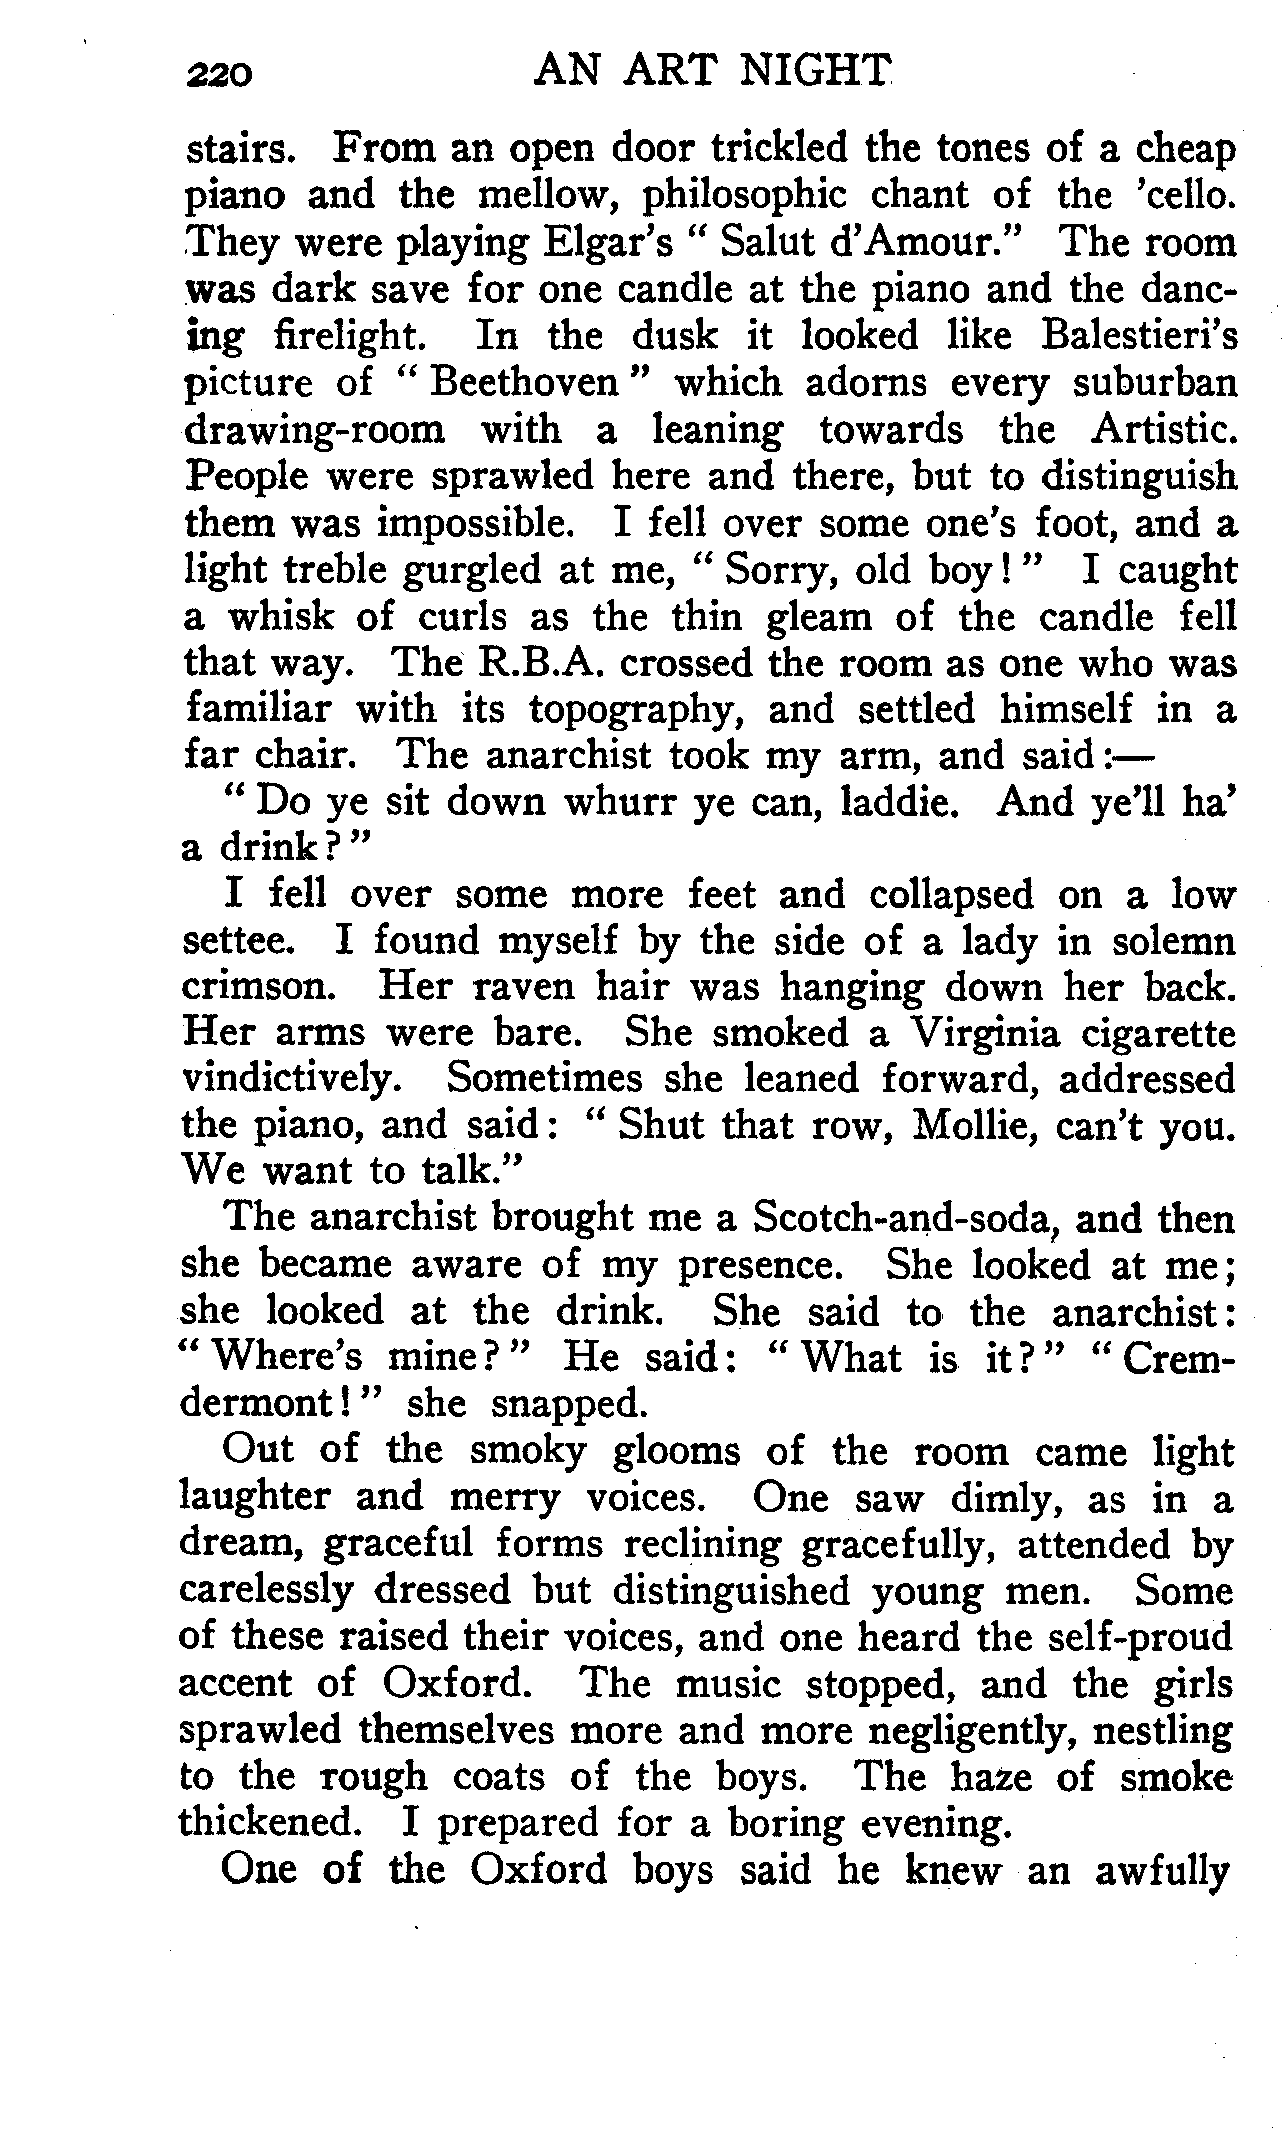 220 AN ART NIGHT
stairs. From an open door trickled the tones of a cheap
piano and the mellow, philosophic chant of the 'cello.
They were playing Elgar's " Salut d'Amour." The room
was dark save for one candle at the piano and the danc-
ing firelight. In the dusk it looked like Balestieri's
picture of " Beethoven " which adorns every suburban
drawing-room with a leaning towards the Artistic.
People were sprawled here and there, but to distinguish
them was impossible. I fell over some one's foot, and a
light treble gurgled at me, " Sorry, old boy ! " I caught
a whisk of curls as the thin gleam of the candle fell
that way. The R.B.A. crossed the room as one who was
familiar with its topography, and settled himself in a
far chair. The anarchist took my arm, and said :—
" Do ye sit down whurr ye can, laddie. And ye'll ha'
a drink ? "
I fell over some more feet and collapsed on a low
settee. I found myself by the side of a lady in solemn
crimson. Her raven hair was hanging down her back.
Her arms were bare. She smoked a Virginia cigarette
vindictively. Sometimes she leaned forward, addressed
the piano, and said : " Shut that row, Mollie, can't you.
We want to talk."
The anarchist brought me a Scotch-and-soda, and then
she became aware of my presence. She looked at me ;
she looked at the drink. She said to the anarchist :
" Where's mine ? " He said : " What is it ? " " Crem-
dermont ! " she snapped.
Out of the smoky glooms of the room came light
laughter and merry voices. One saw dimly, as in a
dream, graceful forms reclining gracefully, attended by
carelessly dressed but distinguished young men. Some
of these raised their voices, and one heard the self-proud
accent of Oxford. The music stopped, and the girls
sprawled themselves more and more negligently, nestling
to the rough coats of the boys. The haze of smoke
thickened. I prepared for a boring evening.
One of the Oxford boys said he knew an awfully